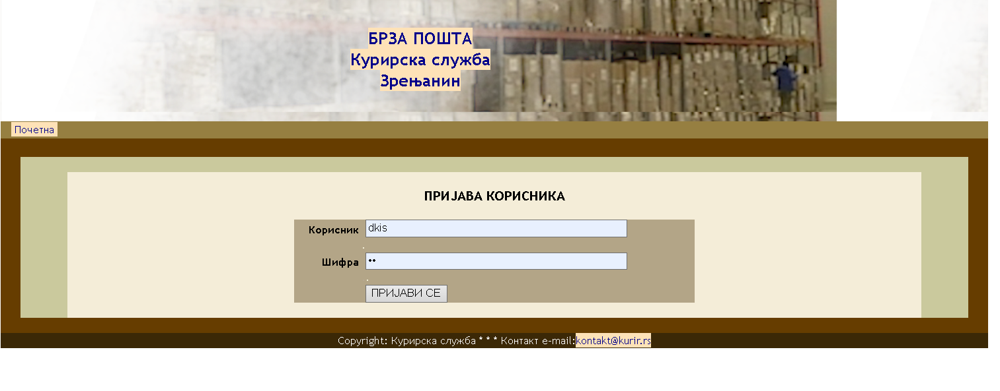 БРЗА ПОШТА
Курирска служба
Зрењанин
Почетна
ПРИЈАВА КОРИСНИКА
Корисник dkis
.
Шифра ••
.
ПРИЈАВИ СЕ
Copyright: Курирска служба * * * Контакт e-mail:kontakt@kurir.rs